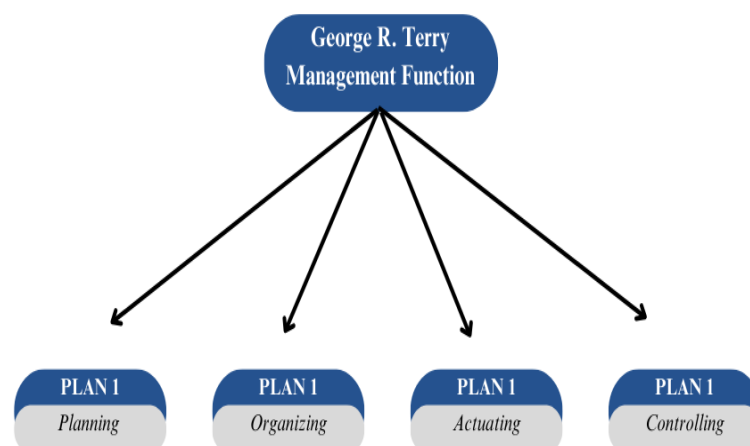 George R. Terry
Management Function
PLAN 1
Planning
PLAN 1
Organizing
PLAN 1
Actuating
PLAN 1
Controlling